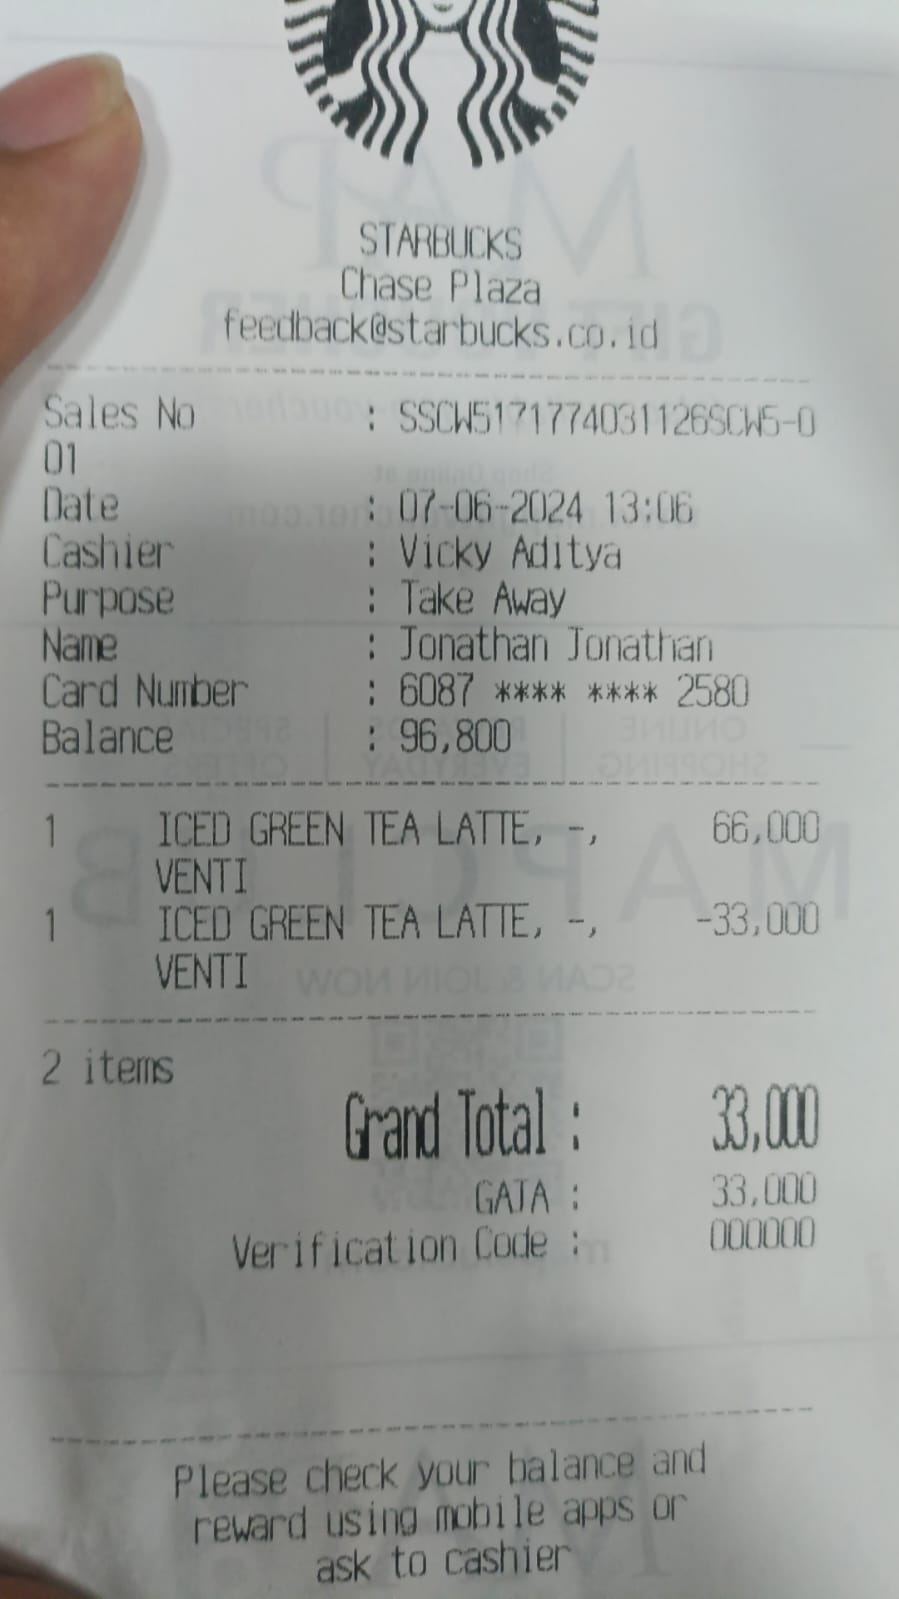 STARBUCKS
Chase Plaza
feedback@starbucks.co.id
Sales No : SSCW5171774031126SCW5-0
01
Date : 07-06-2024 13:06
Cashier : Vicky Aditya
Purpose : Take Away
Name : Jonathan Jonathan
Card Number : 6087 **** **** 2580
Balance : 96,800
1 ICED GREEN TEA LATTE, -, 66,000
VENTI
1 ICED GREEN TEA LATTE, -, -33,000
VENTI
2 items
Grand Total : 33,000
GATA : 33,000
Verification Code : 000000
Please check your balance and
reward using mobile apps or
ask to cashier